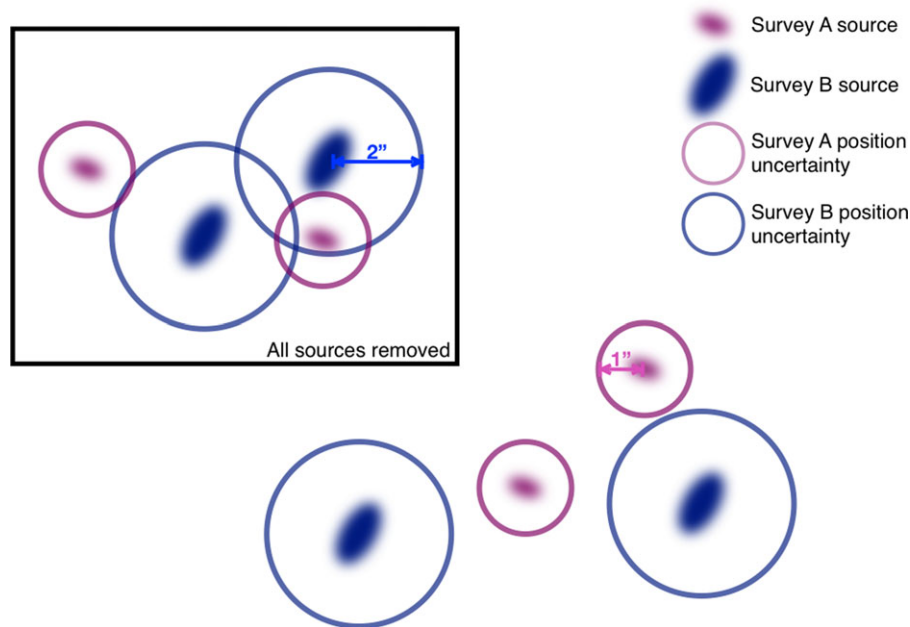 Survey A source
Survey B source
Survey A position
uncertainty
Survey B position
uncertainty
2”
All sources removed
1”